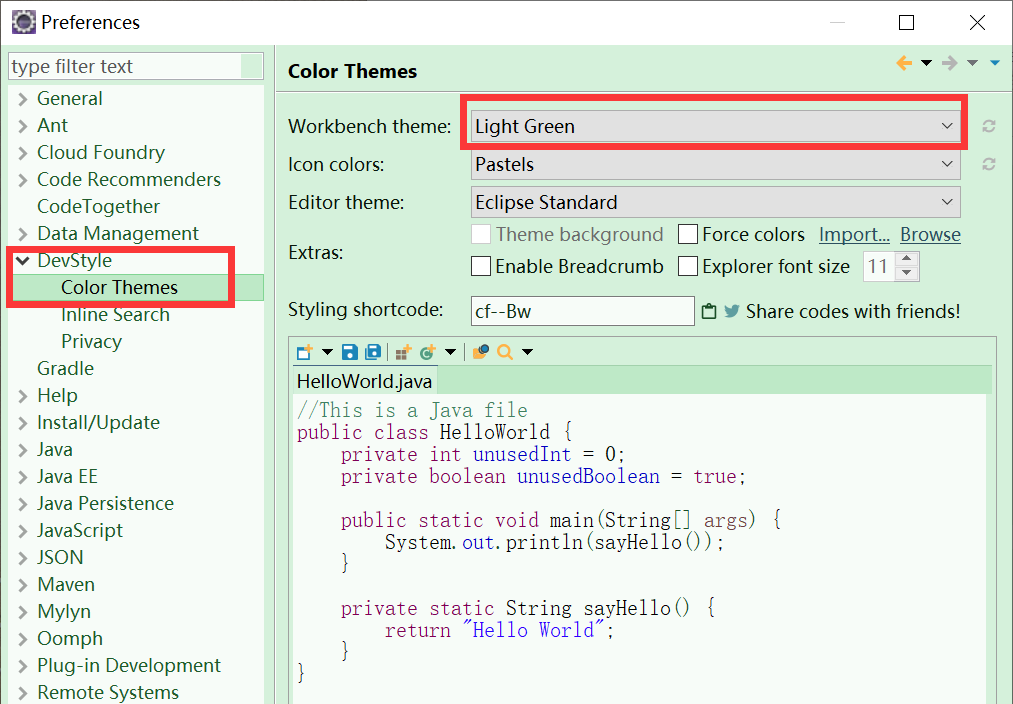 Preferences
type filter text
General
Ant
Cloud Foundry
Code Recommenders
CodeTogether
Data Management
DevStyle
Color Themes
Inline Search
Privacy
Gradle
Help
Install/Update
Java
Java EE
Java Persistence
JavaScript
JSON
Maven
Mylyn
Oomph
Plug-in Development
Remote Systems
Color Themes
Workbench theme: Light Green
Icon colors: Pastels
Editor theme: Eclipse Standard
Extras: Theme background Force colors Import... Browse
Enable Breadcrumb Explorer font size 11
Styling shortcode: cf--Bw Share codes with friends!
HelloWorld.java
//This is a Java file
public class HelloWorld {
    private int unusedInt = 0;
    private boolean unusedBoolean = true;
    public static void main(String[] args) {
        System.out.println(sayHello());
    }
    private static String sayHello() {
        return "Hello World";
    }
}